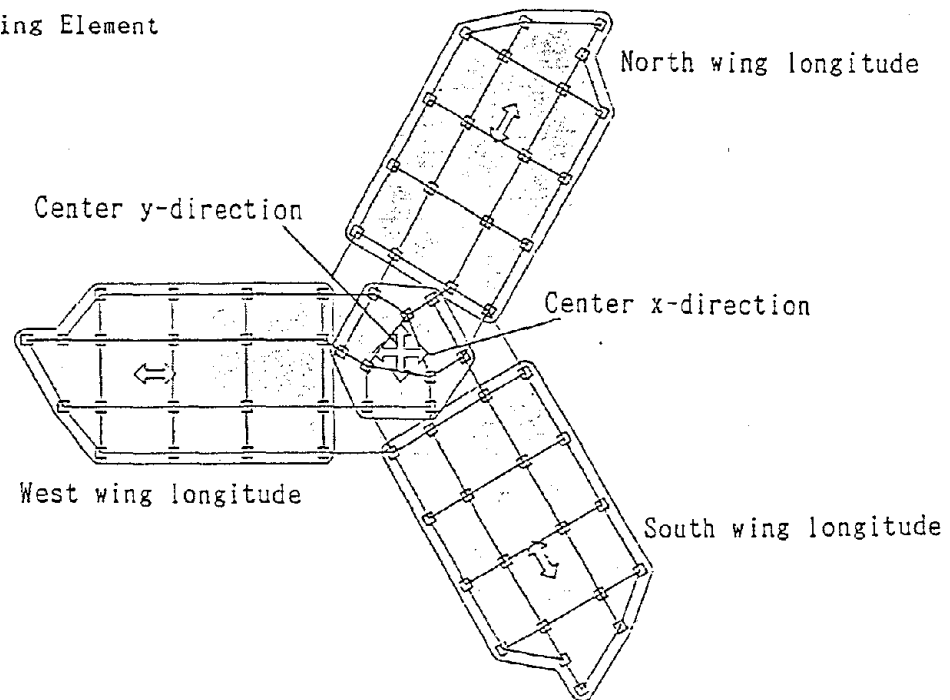 ing Element
North wing longitude
Center y-direction
Center x-direction
West wing longitude
South wing longitude